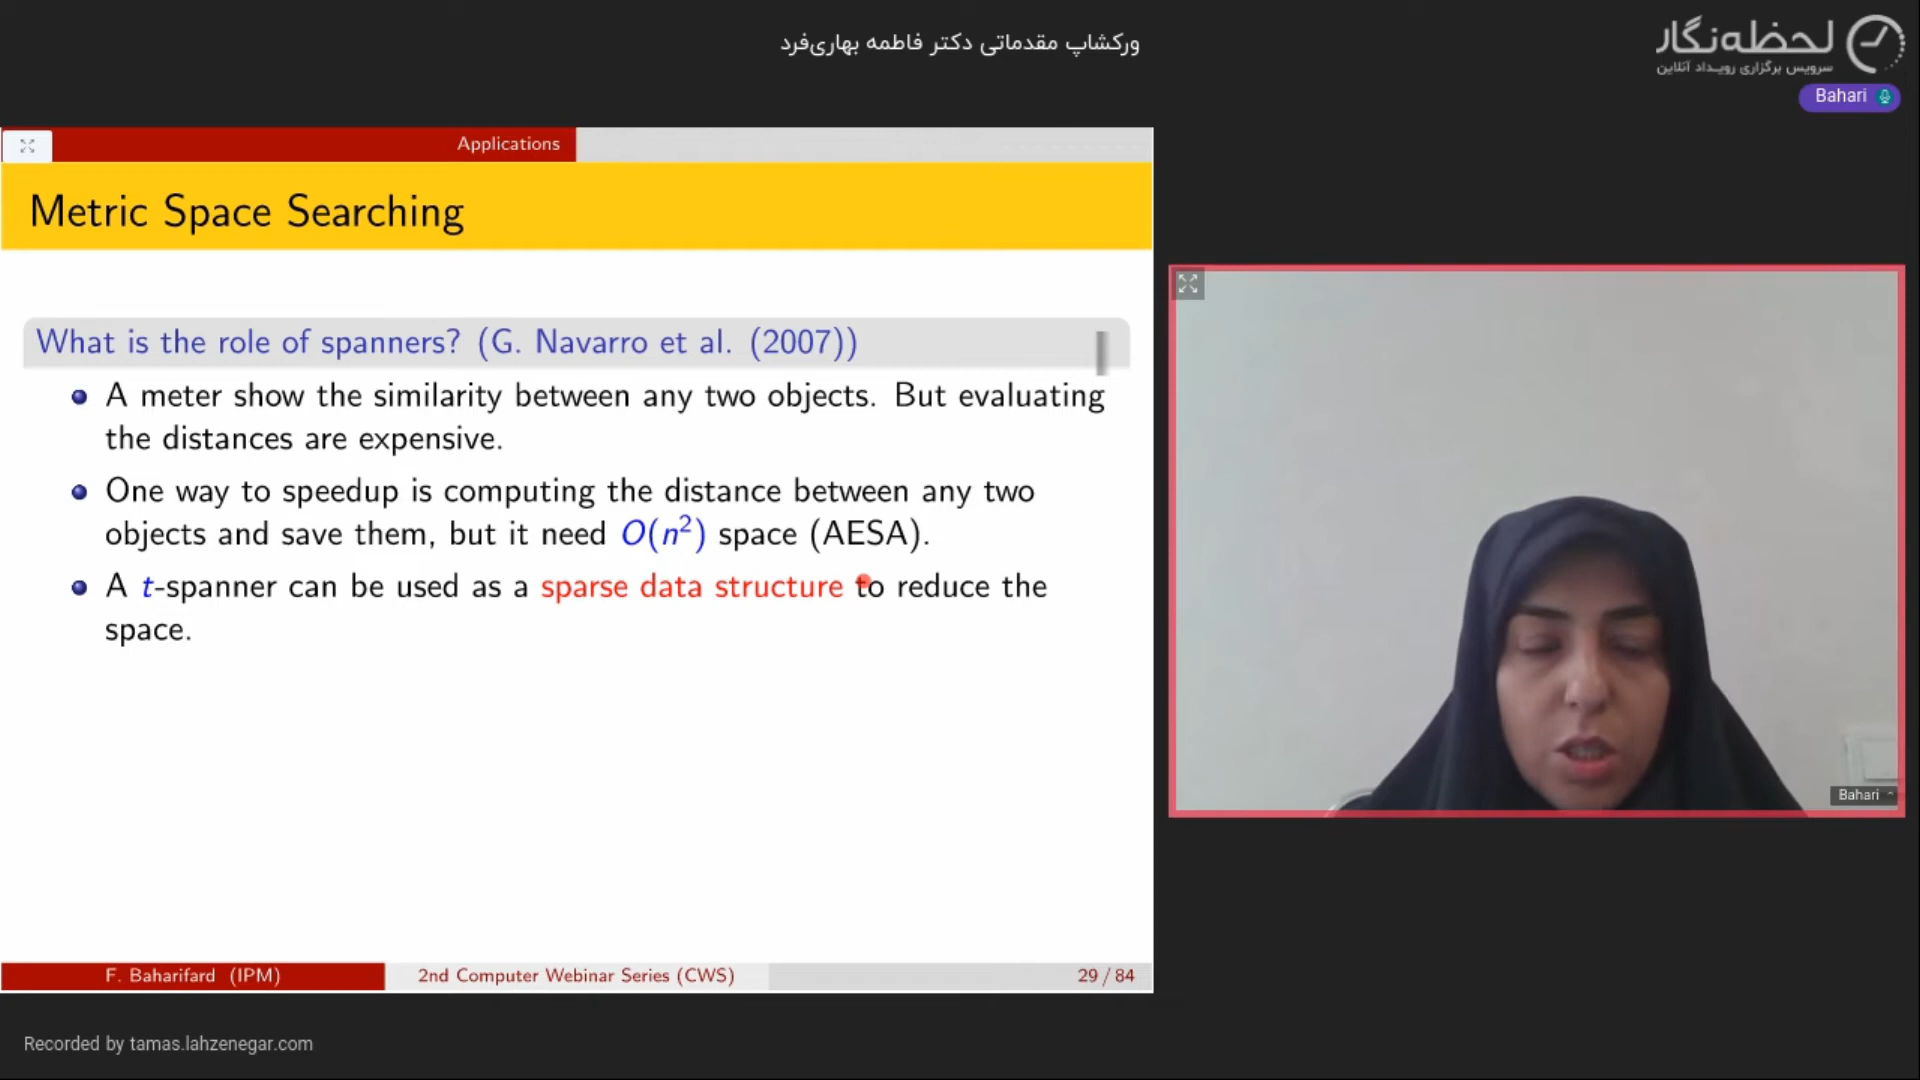 ورکشاپ مقدماتی دکتر فاطمه بهاری‌فرد
لحظه‌نگار
سرویس برگزاری رویداد آنلاین
Bahari
Applications
Metric Space Searching
What is the role of spanners? (G. Navarro et al. (2007))
A meter show the similarity between any two objects. But evaluating
the distances are expensive.
One way to speedup is computing the distance between any two
objects and save them, but it need O(n²) space (AESA).
A t-spanner can be used as a sparse data structure to reduce the
space.
Bahari
F. Baharifard (IPM)
2nd Computer Webinar Series (CWS)
29 / 84
Recorded by tamas.lahzenegar.com